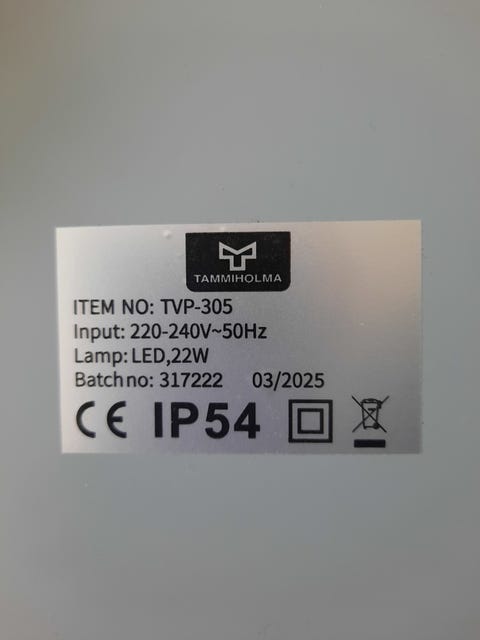 TAMMIHOLMA
ITEM NO: TVP-305
Input: 220-240V~50Hz
Lamp: LED,22W
Batch no: 317222 03/2025
CE IP54